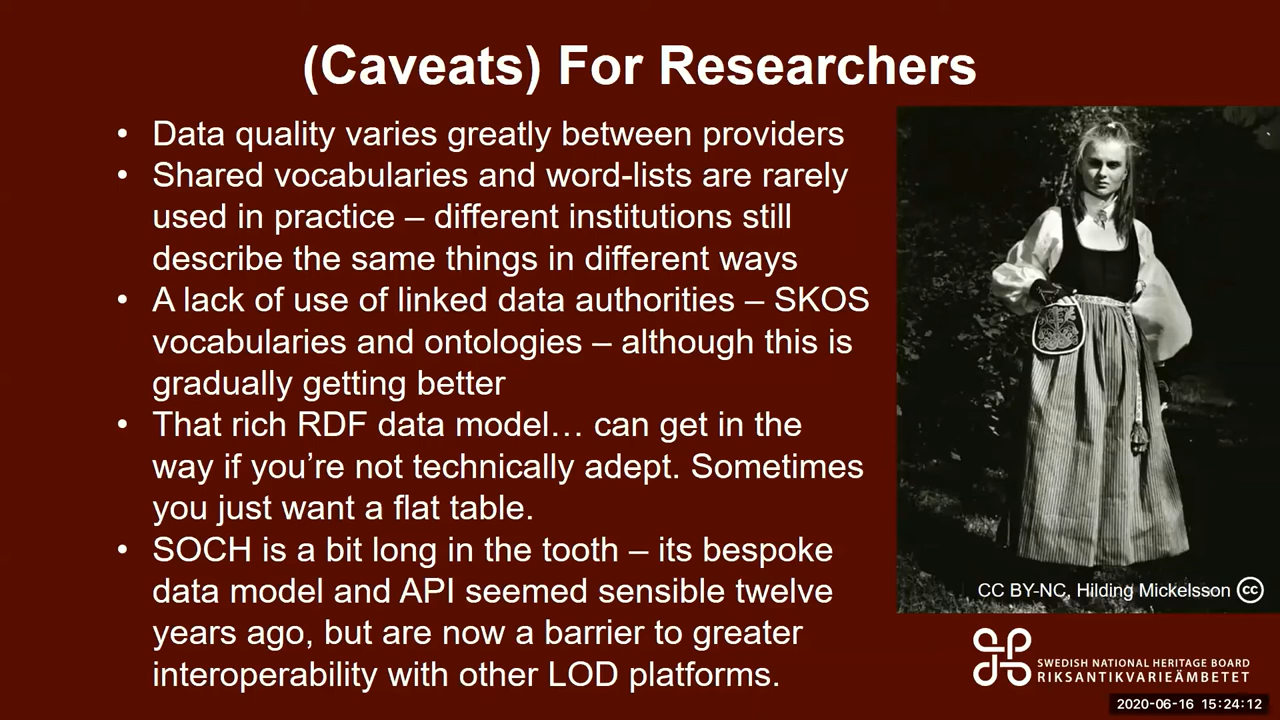 (Caveats) For Researchers
• Data quality varies greatly between providers
• Shared vocabularies and word-lists are rarely
used in practice – different institutions still
describe the same things in different ways
• A lack of use of linked data authorities – SKOS
vocabularies and ontologies – although this is
gradually getting better
• That rich RDF data model… can get in the
way if you’re not technically adept. Sometimes
you just want a flat table.
• SOCH is a bit long in the tooth – its bespoke
data model and API seemed sensible twelve
years ago, but are now a barrier to greater
interoperability with other LOD platforms.
CC BY-NC, Hilding Mickelsson cc
SWEDISH NATIONAL HERITAGE BOARD
RIKSANTIKVARIEÄMBETET
2020-06-16 15:24:12